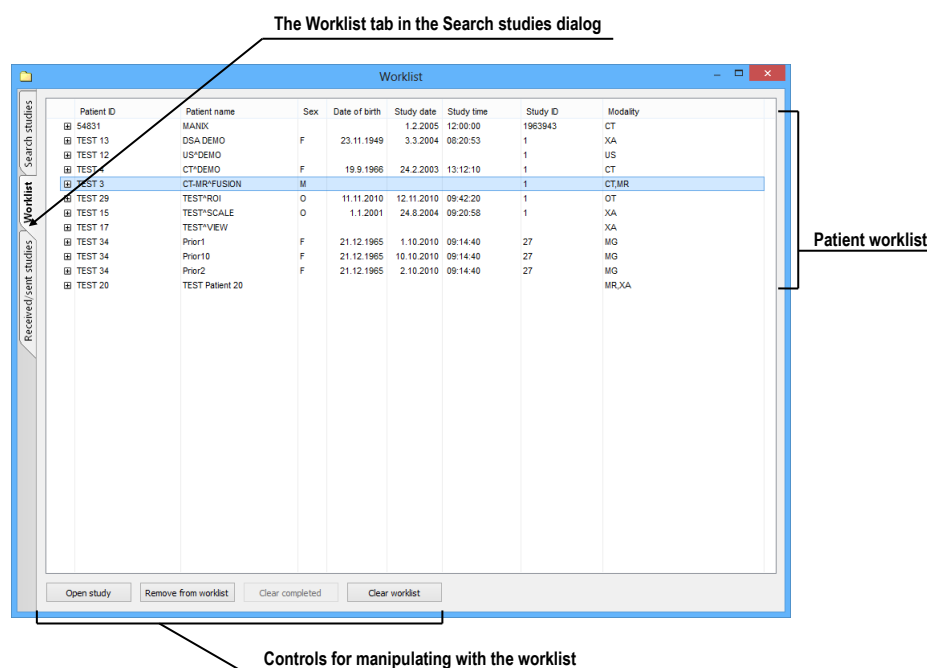 The Worklist tab in the Search studies dialog
Worklist
Search studies
Worklist
Received/sent studies
Patient ID Patient name Sex Date of birth Study date Study time Study ID Modality
54831 MANIX 1.2.2005 12:00:00 1963943 CT
TEST 13 DSA DEMO F 23.11.1949 3.3.2004 08:20:53 1 XA
TEST 12 US^DEMO 1 US
TEST 4 CT^DEMO F 19.9.1966 24.2.2003 13:12:10 1 CT
TEST 3 CT-MR^FUSION M 1 CT,MR
TEST 29 TEST^ROI O 11.11.2010 12.11.2010 09:42:20 1 OT
TEST 15 TEST^SCALE O 1.1.2001 24.8.2004 09:20:58 1 XA
TEST 17 TEST^VIEW XA
TEST 34 Prior1 F 21.12.1965 1.10.2010 09:14:40 27 MG
TEST 34 Prior10 F 21.12.1965 10.10.2010 09:14:40 27 MG
TEST 34 Prior2 F 21.12.1965 2.10.2010 09:14:40 27 MG
TEST 20 TEST Patient 20 MR,XA
Patient worklist
Open study Remove from worklist Clear completed Clear worklist
Controls for manipulating with the worklist